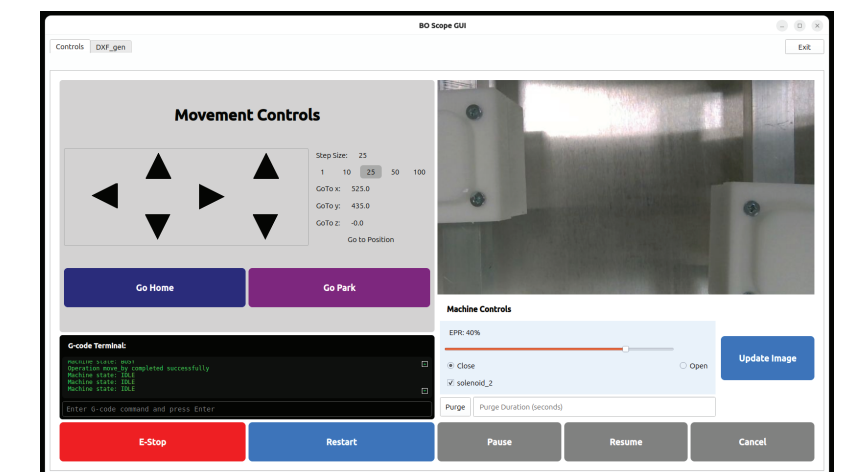 BO Scope GUI
Controls DXF_gen Exit
Movement Controls
Step Size: 25
1 10 25 50 100
GoTo x: 525.0
GoTo y: 435.0
GoTo z: -0.0
Go to Position
Go Home Go Park
Machine Controls
EPR: 40%
Close Open
solenoid_2
Update Image
Purge Purge Duration (seconds)
G-code Terminal:
Machine state: BUSY
Operation move_by completed successfully
Machine state: IDLE
Machine state: IDLE
Machine state: IDLE
Enter G-code command and press Enter
E-Stop Restart Pause Resume Cancel